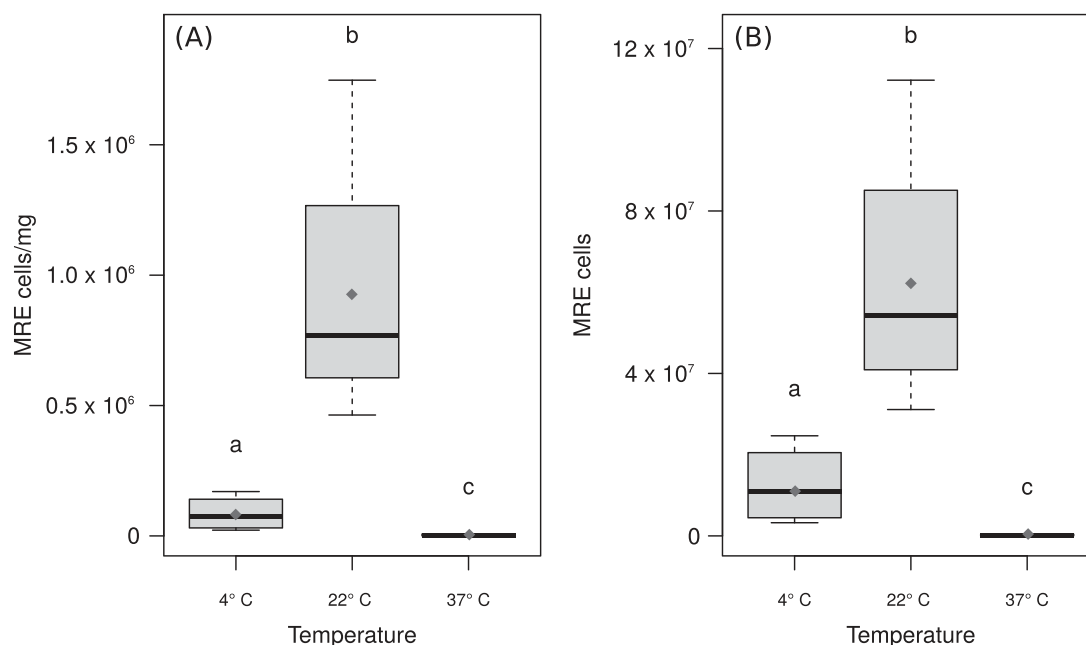 (A)
b
1.5 x 10⁶
1.0 x 10⁶
0.5 x 10⁶
0
MRE cells/mg
a
c
4° C 22° C 37° C
Temperature
(B)
b
12 x 10⁷
8 x 10⁷
4 x 10⁷
0
MRE cells
a
c
4° C 22° C 37° C
Temperature